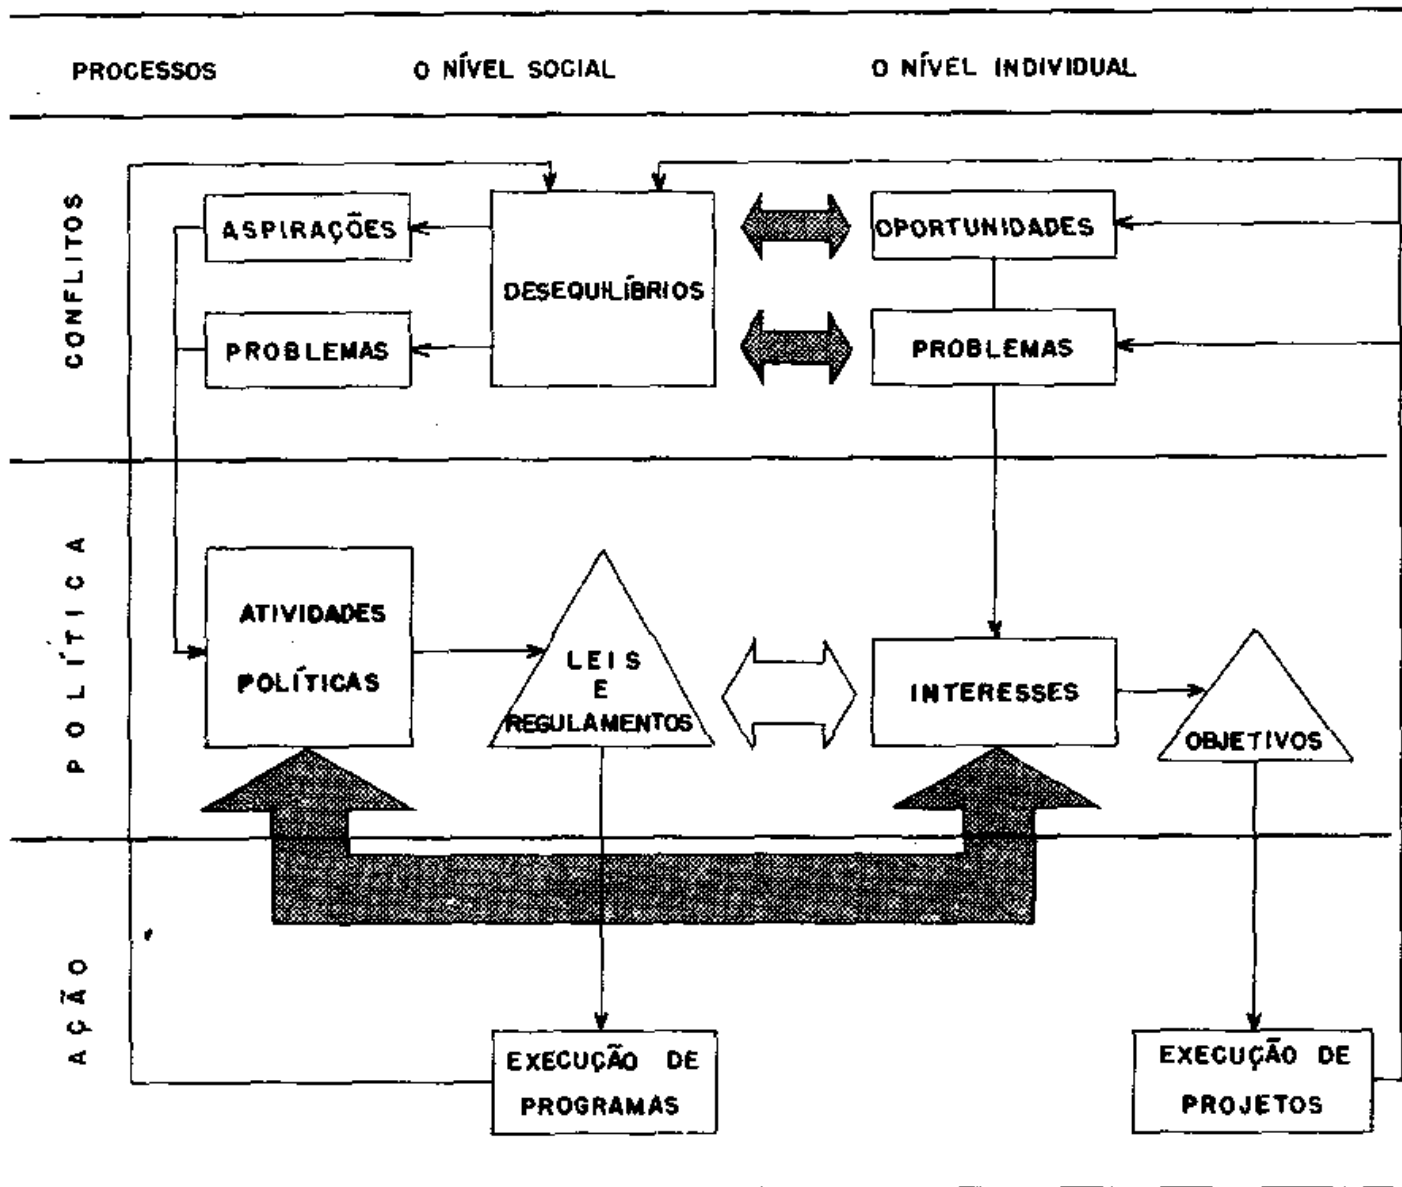 PROCESSOS
O NÍVEL SOCIAL
O NÍVEL INDIVIDUAL
CONFLITOS
ASPIRAÇÕES
PROBLEMAS
DESEQUILÍBRIOS
OPORTUNIDADES
PROBLEMAS
POLÍTICA
ATIVIDADES
POLÍTICAS
LEIS
E
REGULAMENTOS
INTERESSES
OBJETIVOS
AÇÃO
EXECUÇÃO DE
PROGRAMAS
EXECUÇÃO DE
PROJETOS